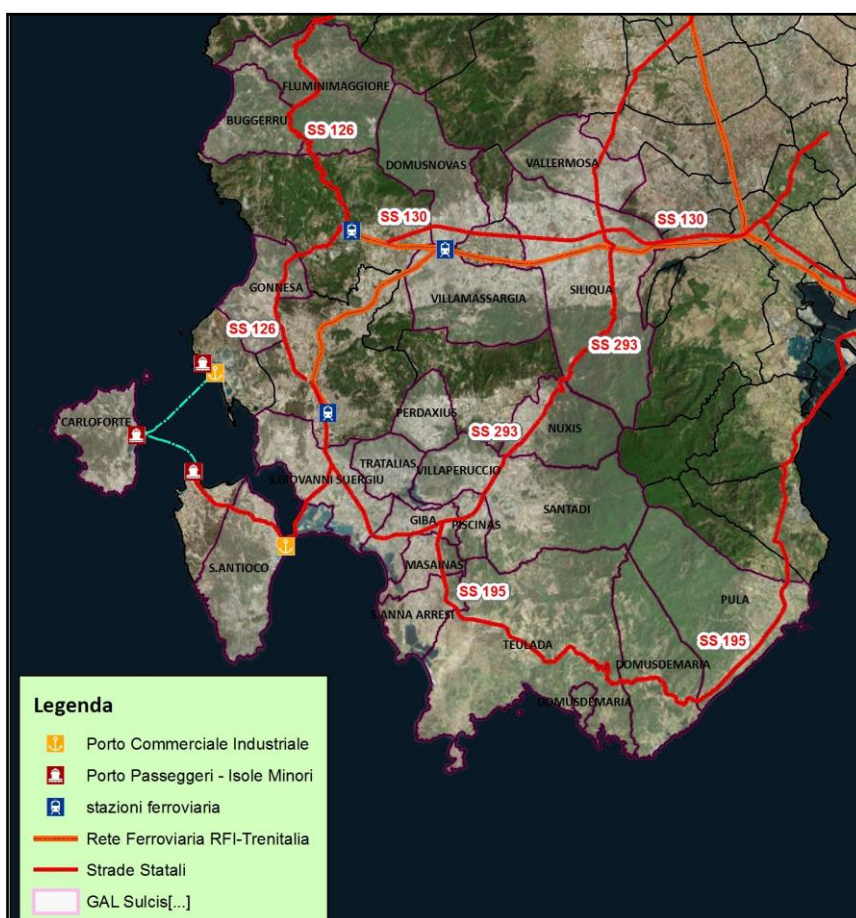 FLUMINIMAGGIORE
BUGGERRU
SS 126
DOMUSNOVAS
VALLERMOSA
SS 130
SS 130
GONNESA
VILLAMASSARGIA
SILIQUA
SS 126
SS 293
CARLOFORTE
PERDAXIUS
SS 293
NUXIS
TRATALIAS
VILLAPERUCCIO
S.GIOVANNI SUERGIU
SANTADI
GIBA
PISCINAS
S.ANTIOCO
MASAINAS
SS 195
PULA
S.ANNA ARRESI
TEULADA
SS 195
DOMUSDEMARIA
DOMUSDEMARIA
Legenda
Porto Commerciale Industriale
Porto Passeggeri - Isole Minori
stazioni ferroviaria
Rete Ferroviaria RFI-Trenitalia
Strade Statali
GAL Sulcis[...]